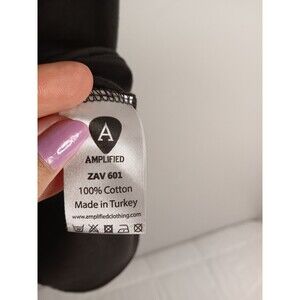 A
AMPLIFIED
ZAV 601
100% Cotton
Made in Turkey
www.amplifiedclothing.com